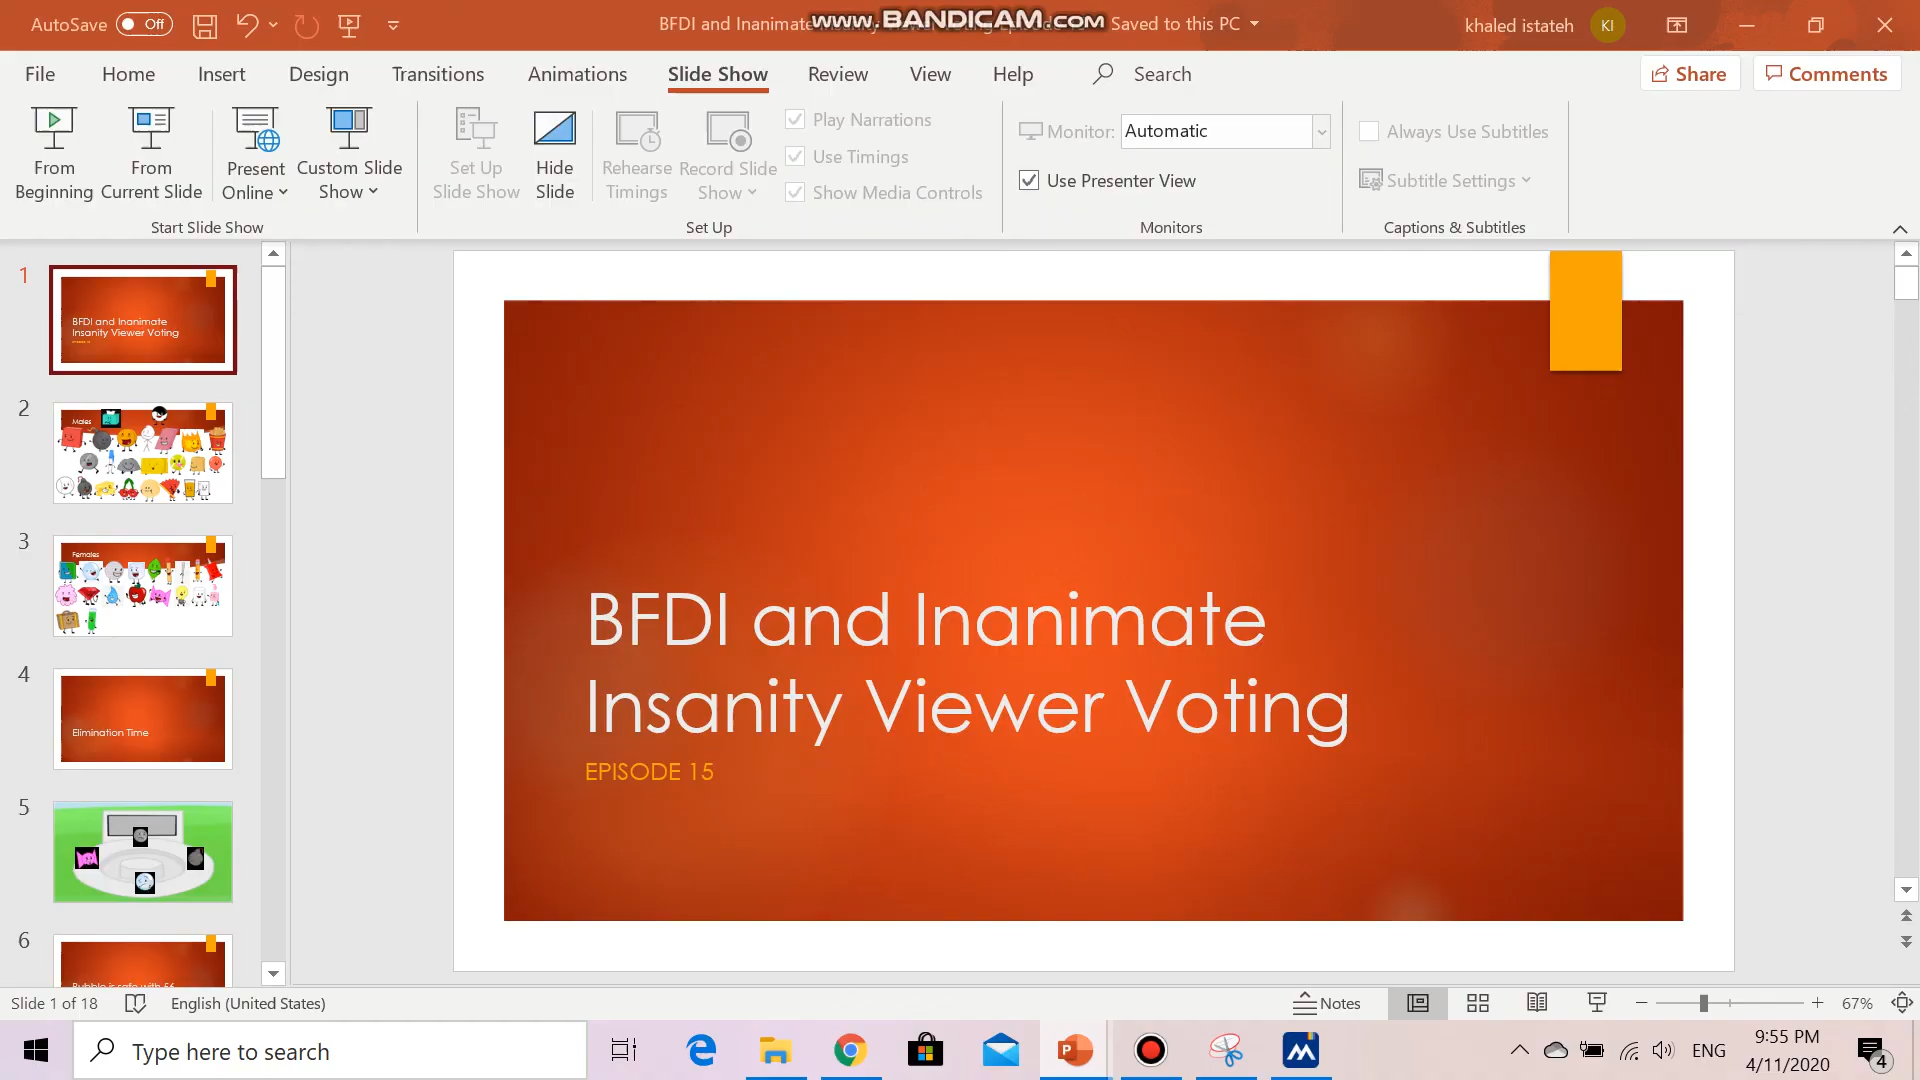 AutoSave Off
BFDI and Inanimate
www.BANDICAM.com
Saved to this PC
khaled istateh KI
File Home Insert Design Transitions Animations Slide Show Review View Help Search Share Comments
From Beginning
From Current Slide
Present Online
Custom Slide Show
Start Slide Show
Set Up Slide Show
Hide Slide
Rehearse Timings
Record Slide Show
Play Narrations
Use Timings
Show Media Controls
Set Up
Monitor: Automatic
Use Presenter View
Monitors
Always Use Subtitles
Subtitle Settings
Captions & Subtitles
1
BFDI and Inanimate
Insanity Viewer Voting
2
Males
3
Females
4
Elimination Time
5
6
Bubble is safe with 56
BFDI and Inanimate
Insanity Viewer Voting
EPISODE 15
Slide 1 of 18 English (United States) Notes 67%
Type here to search
ENG
9:55 PM
4/11/2020
4